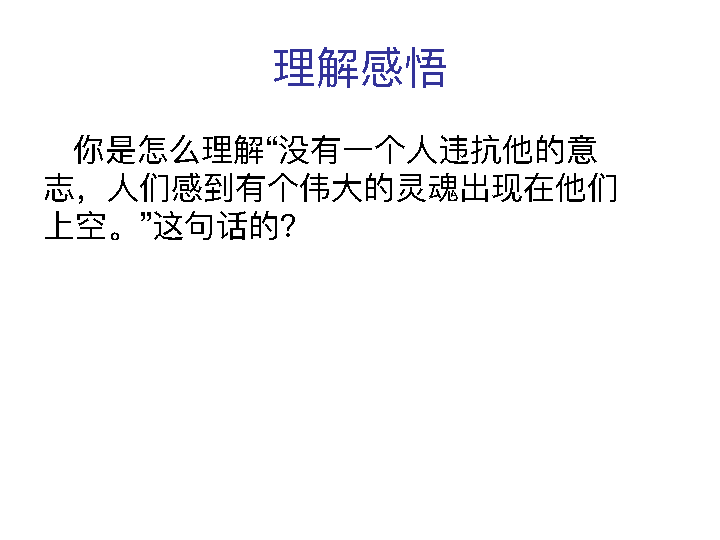 理解感悟
你是怎么理解“没有一个人违抗他的意
志，人们感到有个伟大的灵魂出现在他们
上空。”这句话的?